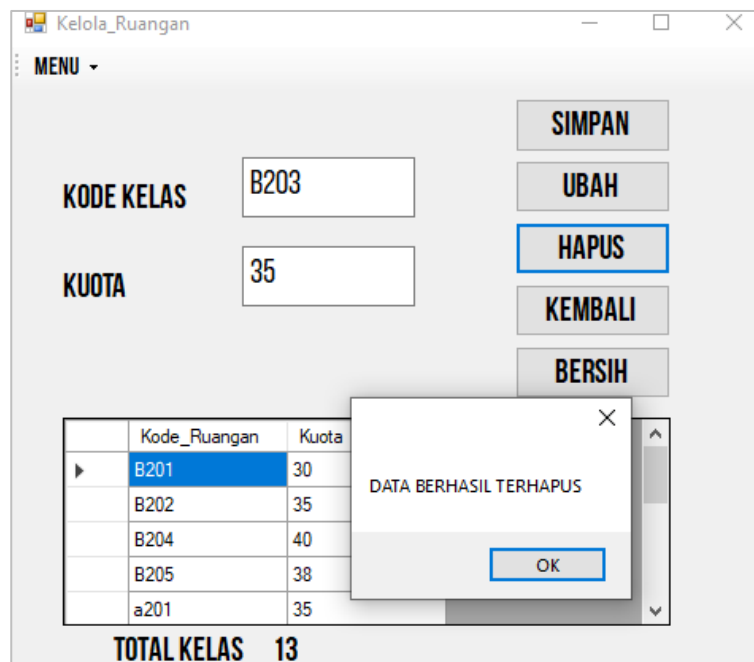 Kelola_Ruangan
MENU
SIMPAN
KODE KELAS B203
UBAH
HAPUS
KUOTA 35
KEMBALI
BERSIH
Kode_Ruangan Kuota
B201 30
B202 35
B204 40
B205 38
a201 35
DATA BERHASIL TERHAPUS
OK
TOTAL KELAS 13